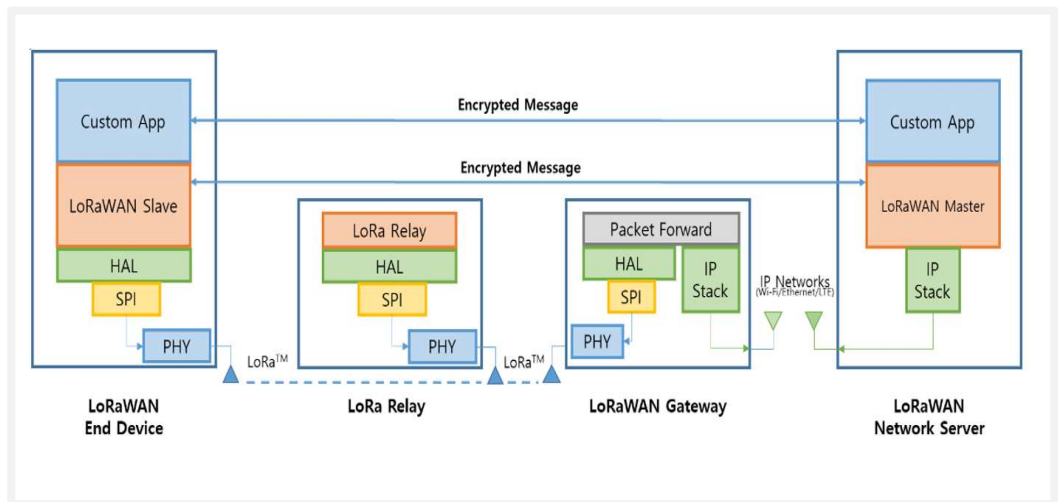 Custom App
LoRaWAN Slave
HAL
SPI
PHY
LoRaWAN
End Device
Encrypted Message
Encrypted Message
LoRa™
LoRa Relay
HAL
SPI
PHY
LoRa Relay
LoRa™
Packet Forward
HAL
SPI
PHY
IP
Stack
LoRaWAN Gateway
IP Networks
(Wi-Fi/Ethernet/LTE)
Custom App
LoRaWAN Master
IP
Stack
LoRaWAN
Network Server